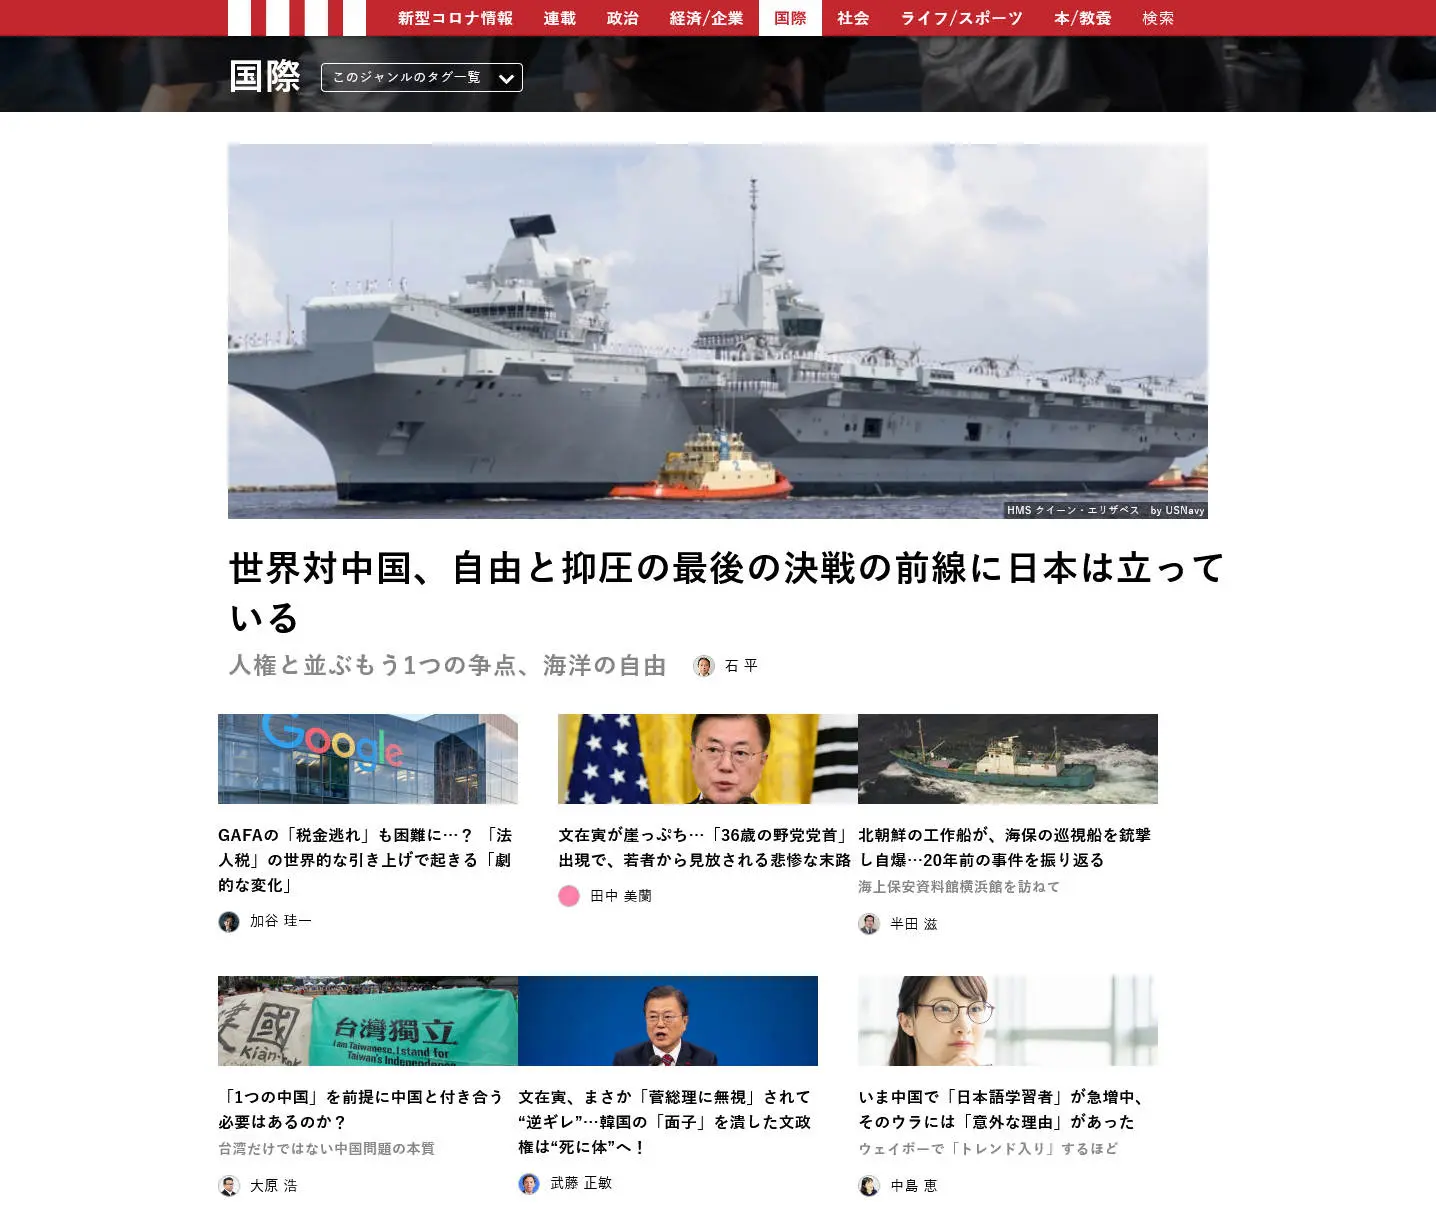 新型コロナ情報 連載 政治 経済/企業 国際 社会 ライフ/スポーツ 本/教養 検索
国際 このジャンルのタグ一覧
HMS クイーン・エリザベス by USNavy
世界対中国、自由と抑圧の最後の決戦の前線に日本は立って
いる
人権と並ぶもう1つの争点、海洋の自由 石 平
Google
GAFAの「税金逃れ」も困難に…？ 「法
人税」の世界的な引き上げで起きる「劇
的な変化」
加谷 珪一
文在寅が崖っぷち…「36歳の野党党首」
出現で、若者から見放される悲惨な末路
田中 美蘭
北朝鮮の工作船が、海保の巡視船を銃撃
し自爆…20年前の事件を振り返る
海上保安資料館横浜館を訪ねて
半田 滋
國
台灣獨立
I am Taiwanese, I stand for
Taiwan's Independence
「1つの中国」を前提に中国と付き合う
必要はあるのか？
台湾だけではない中国問題の本質
大原 浩
文在寅、まさか「菅総理に無視」されて
“逆ギレ”…韓国の「面子」を潰した文政
権は“死に体”へ！
武藤 正敏
いま中国で「日本語学習者」が急増中、
そのウラには「意外な理由」があった
ウェイボーで「トレンド入り」するほど
中島 恵